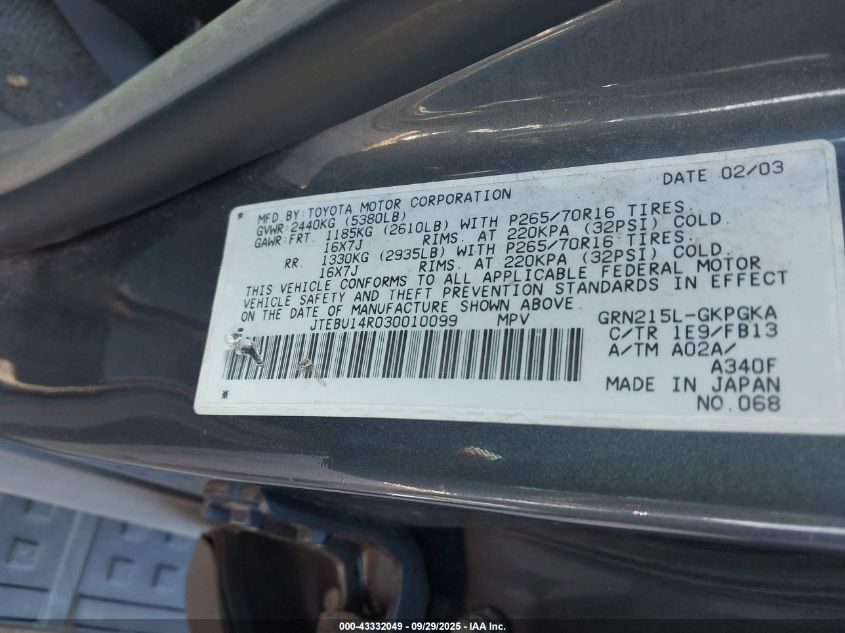 DATE 02/03
MFD.BY:TOYOTA MOTOR CORPORATION
GVWR:2440KG (5380LB)
GAWR:FRT. 1185KG (2610LB) WITH P265/70R16 TIRES.
16X7J RIMS. AT 220KPA (32PSI) COLD.
RR. 1330KG (2935LB) WITH P265/70R16 TIRES.
16X7J RIMS. AT 220KPA (32PSI) COLD.
THIS VEHICLE CONFORMS TO ALL APPLICABLE FEDERAL MOTOR
VEHICLE SAFETY AND THEFT PREVENTION STANDARDS IN EFFECT
ON THE DATE OF MANUFACTURE SHOWN ABOVE.
JTEBU14R030010099 MPV
GRN215L-GKPGKA
C/TR 1E9/FB13
A/TM A02A/
A340F
MADE IN JAPAN
NO.068
000-43332049 - 09/29/2025 - IAA Inc.